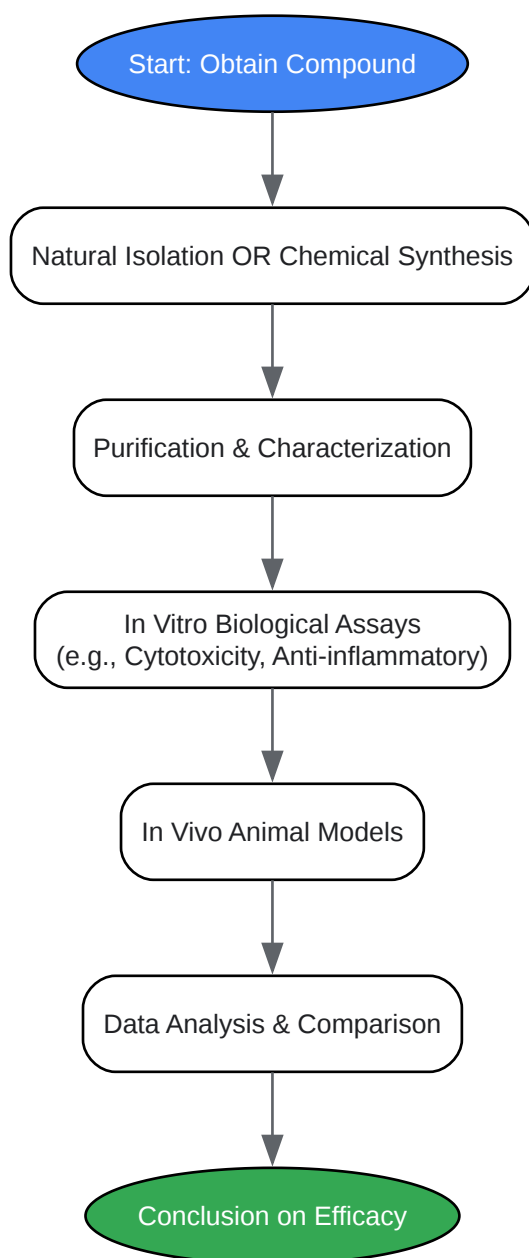 Start: Obtain Compound
Natural Isolation OR Chemical Synthesis
Purification & Characterization
In Vitro Biological Assays
(e.g., Cytotoxicity, Anti-inflammatory)
In Vivo Animal Models
Data Analysis & Comparison
Conclusion on Efficacy